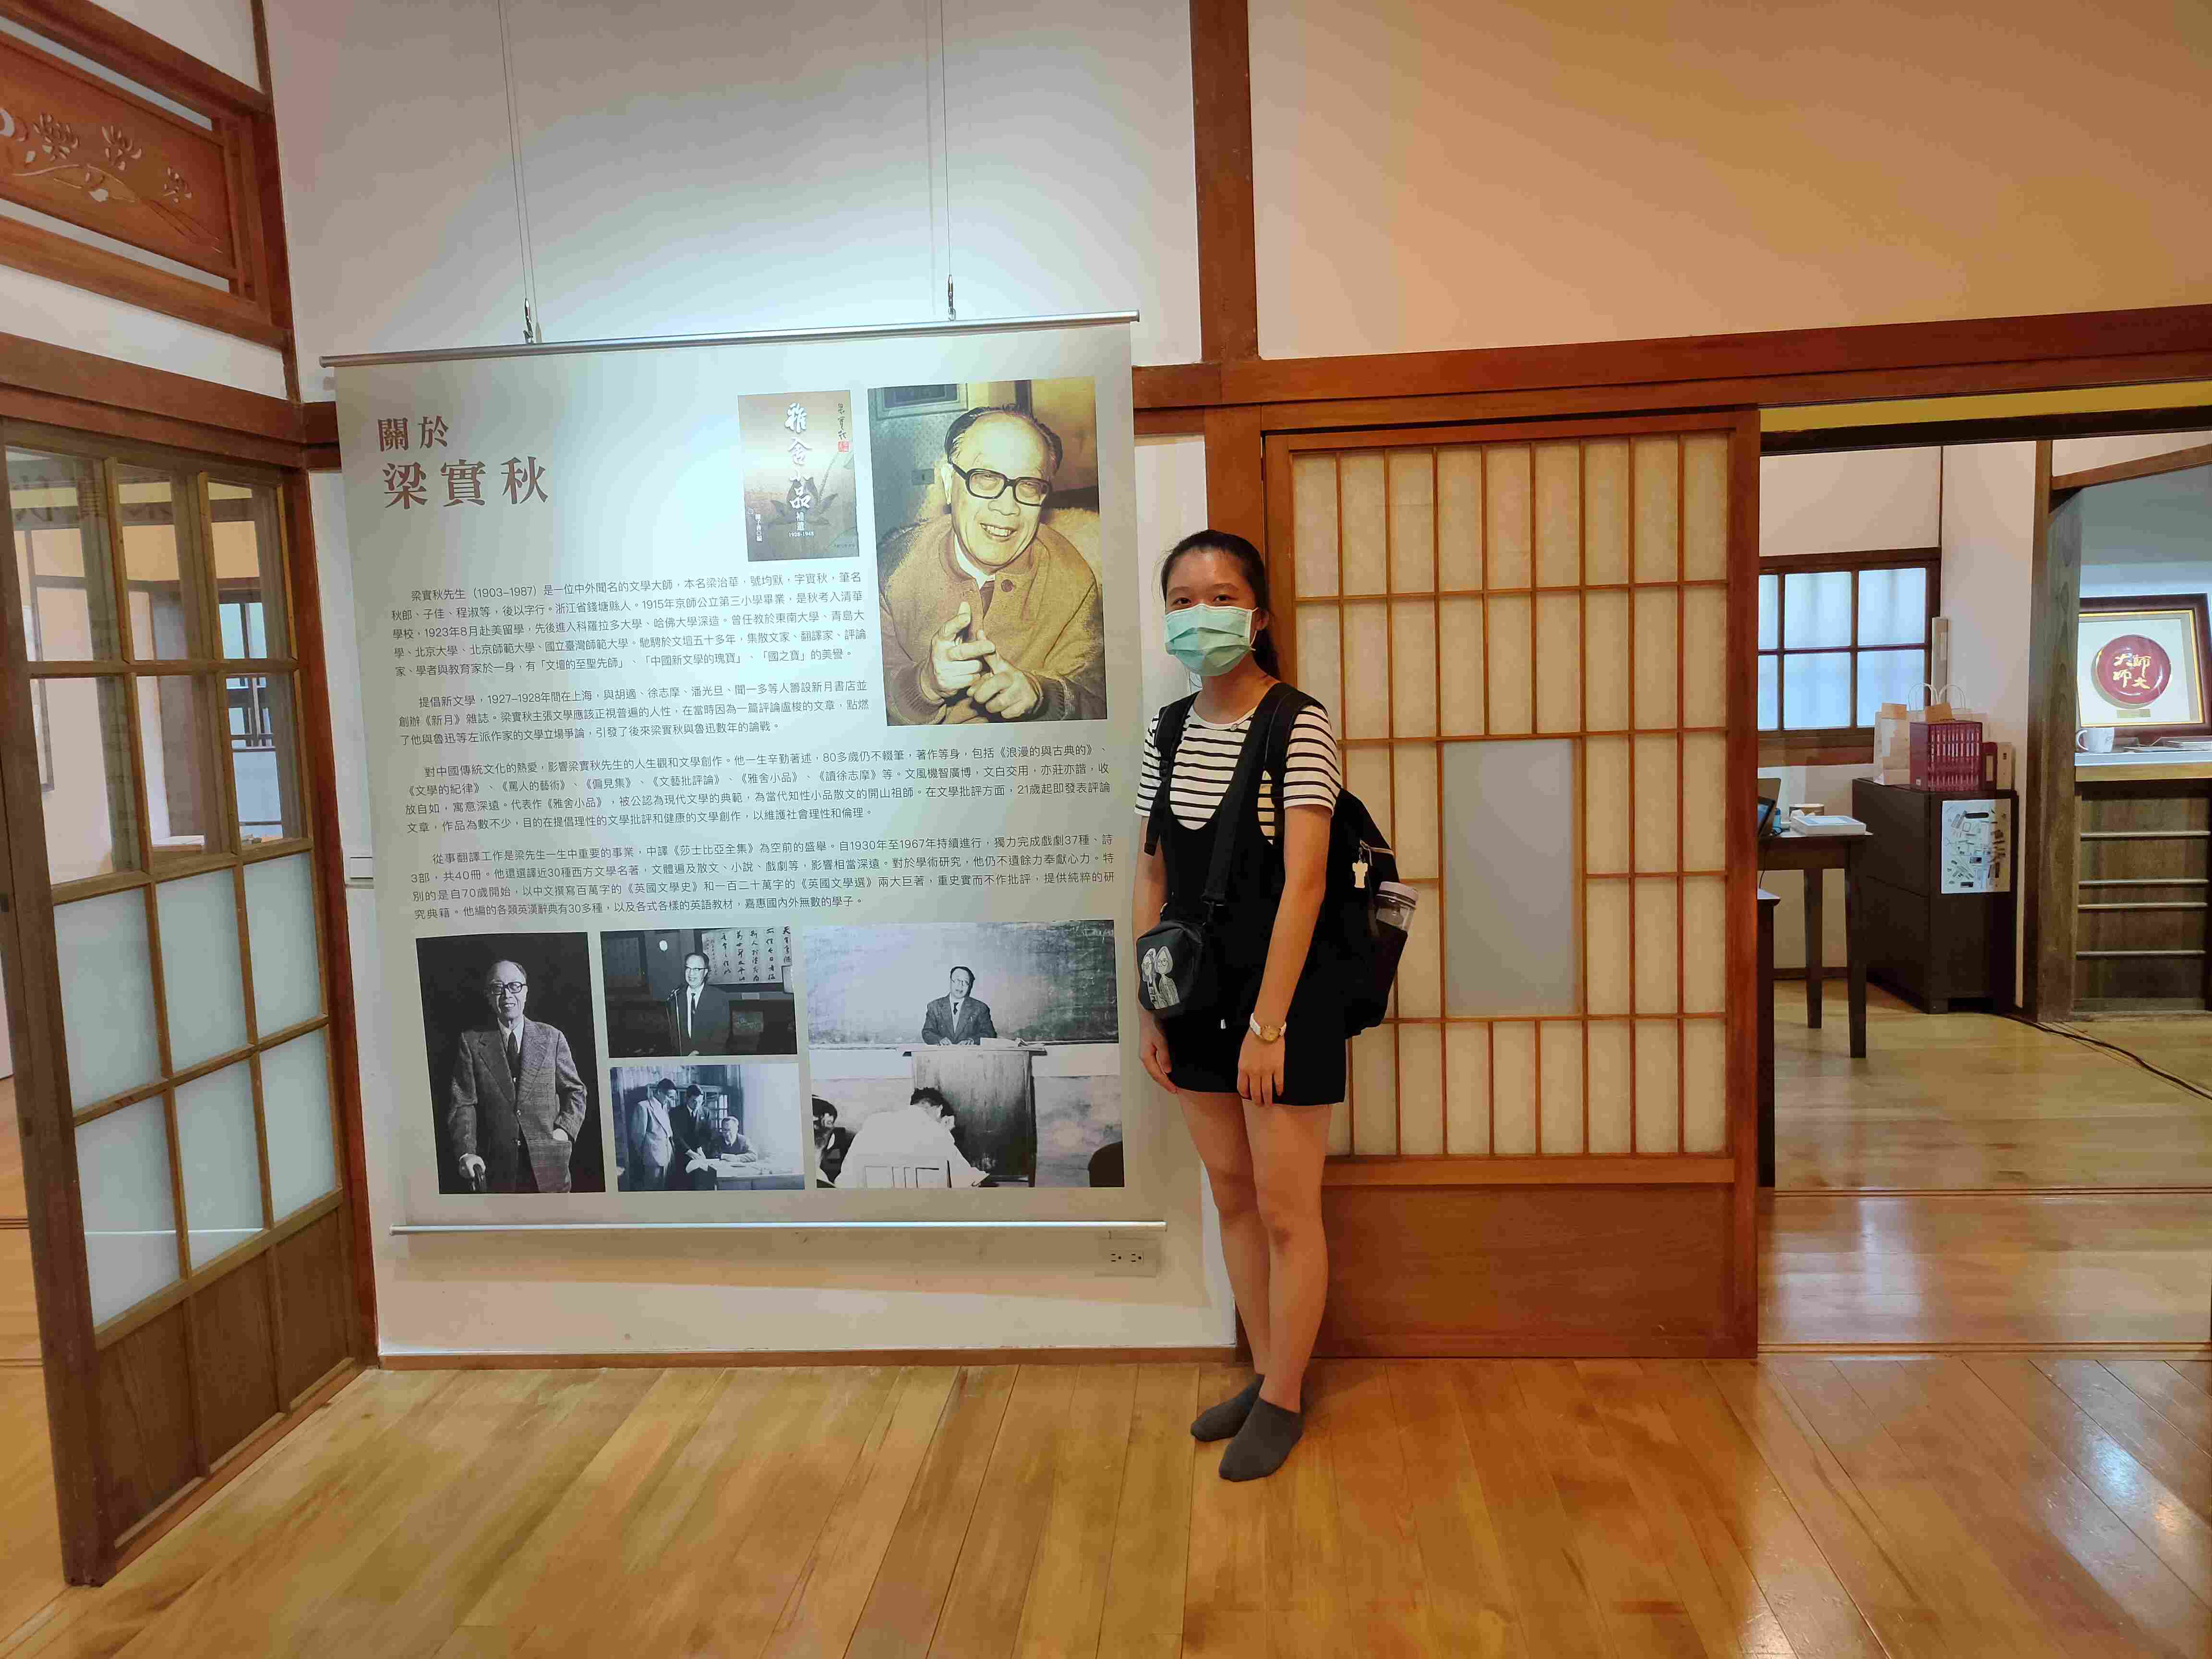 關於
梁實秋
雅舍小品
補遺
1928-1948
梁實秋先生（1903–1987）是一位中外聞名的文學大師，本名梁治華，號均默，字實秋，筆名
秋郎、子佳、程淑等，後以字行。浙江省錢塘縣人。1915年京師公立第三小學畢業，是秋考入清華
學校，1923年8月赴美留學，先後進入科羅拉多大學、哈佛大學深造。曾任教於東南大學、青島大
學、北京大學、北京師範大學、國立臺灣師範大學。馳騁於文壇五十多年，集散文家、翻譯家、評論
家、學者與教育家於一身，有「文壇的至聖先師」、「中國新文學的瑰寶」、「國之寶」的美譽。
提倡新文學，1927–1928年間在上海，與胡適、徐志摩、潘光旦、聞一多等人籌設新月書店並
創辦《新月》雜誌。梁實秋主張文學應該正視普遍的人性，在當時因為一篇評論盧梭的文章，點燃
了他與魯迅等左派作家的文學立場爭論，引發了後來梁實秋與魯迅數年的論戰。
對中國傳統文化的熱愛，影響梁實秋先生的人生觀和文學創作。他一生辛勤著述，80多歲仍不輟筆，著作等身，包括《浪漫的與古典的》、
《文學的紀律》、《罵人的藝術》、《偏見集》、《文藝批評論》、《雅舍小品》、《讀徐志摩》等。文風機智廣博，文白交用，亦莊亦諧，收
放自如，寓意深遠。代表作《雅舍小品》，被公認為現代文學的典範，為當代知性小品散文的開山祖師。在文學批評方面，21歲起即發表評論
文章，作品為數不少，目的在提倡理性的文學批評和健康的文學創作，以維護社會理性和倫理。
從事翻譯工作是梁先生一生中重要的事業，中譯《莎士比亞全集》為空前的盛舉。自1930年至1967年持續進行，獨力完成戲劇37種、詩
3部，共40冊。他還選譯近30種西方文學名著，文體遍及散文、小說、戲劇等，影響相當深遠。對於學術研究，他仍不遺餘力奉獻心力。特
別的是自70歲開始，以中文撰寫百萬字的《英國文學史》和一百二十萬字的《英國文學選》兩大巨著，重史實而不作批評，提供純粹的研
究典籍。他編的各類英漢辭典有30多種，以及各式各樣的英語教材，嘉惠國內外無數的學子。
大師
師大